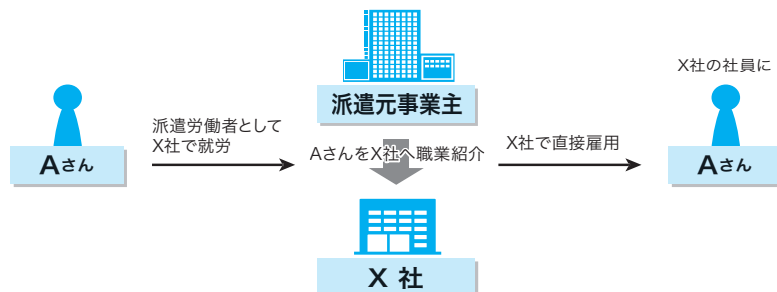 X社の社員に
派遣元事業主
派遣労働者として
X社で就労
AさんをX社へ職業紹介
X社で直接雇用
Aさん
Aさん
X 社